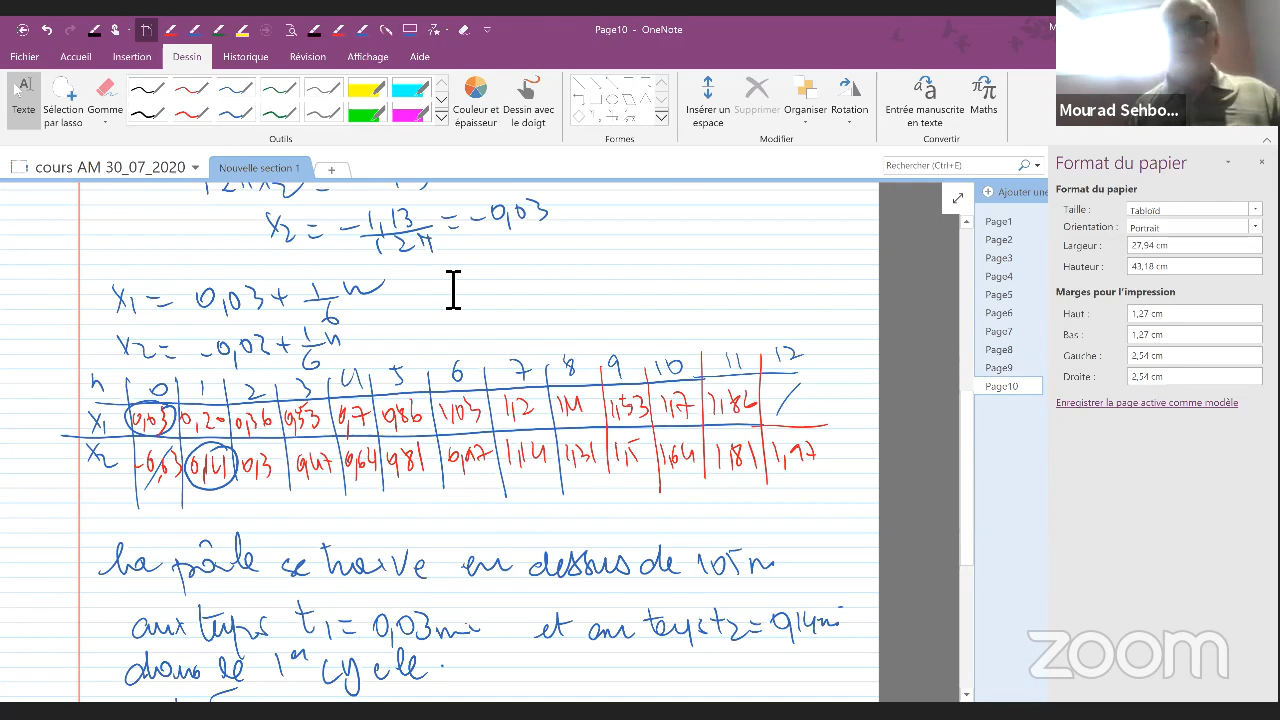 Page10 - OneNote
Fichier Accueil Insertion Dessin Historique Révision Affichage
Texte
Sélection par lasso
Gomme
Couleur et épaisseur
Dessin avec le doigt
Insérer un espace
Supprimer
Organiser
Rotation
Entrée manuscrite en texte
Maths
Outils
Formes
Modifier
Convertir
Mourad Sehbo...
cours AM 30_07_2020
Nouvelle section 1
+
Rechercher (Ctrl+E)
x2 = -1,13 / 12π = -0,03
x1 = 0,03 + 1/6 n
x2 = -0,03 + 1/6 n
n 0 1 2 3 4 5 6 7 8 9 10 11 12
x1 0,03 0,20 0,36 0,53 0,7 0,86 1,03 1,2 1,53 1,7 1,86 /
x2 -0,03 0,14 0,3 0,47 0,64 0,81 0,97 1,14 1,31 1,5 1,64 1,81 1,97
la pâle se trouve en dessus de 105 m
aux temps t1 = 0,03 min et au temps t2 = 0,14 min
dans le 1er cycle.
Ajouter une
Page1
Page2
Page3
Page4
Page5
Page6
Page7
Page8
Page9
Page10
Format du papier
Format du papier
Taille : Tabloïd
Orientation : Portrait
Largeur : 27,94 cm
Hauteur : 43,18 cm
Marges pour l'impression
Haut : 1,27 cm
Bas : 1,27 cm
Gauche : 2,54 cm
Droite : 2,54 cm
Enregistrer la page active comme modèle
zoom